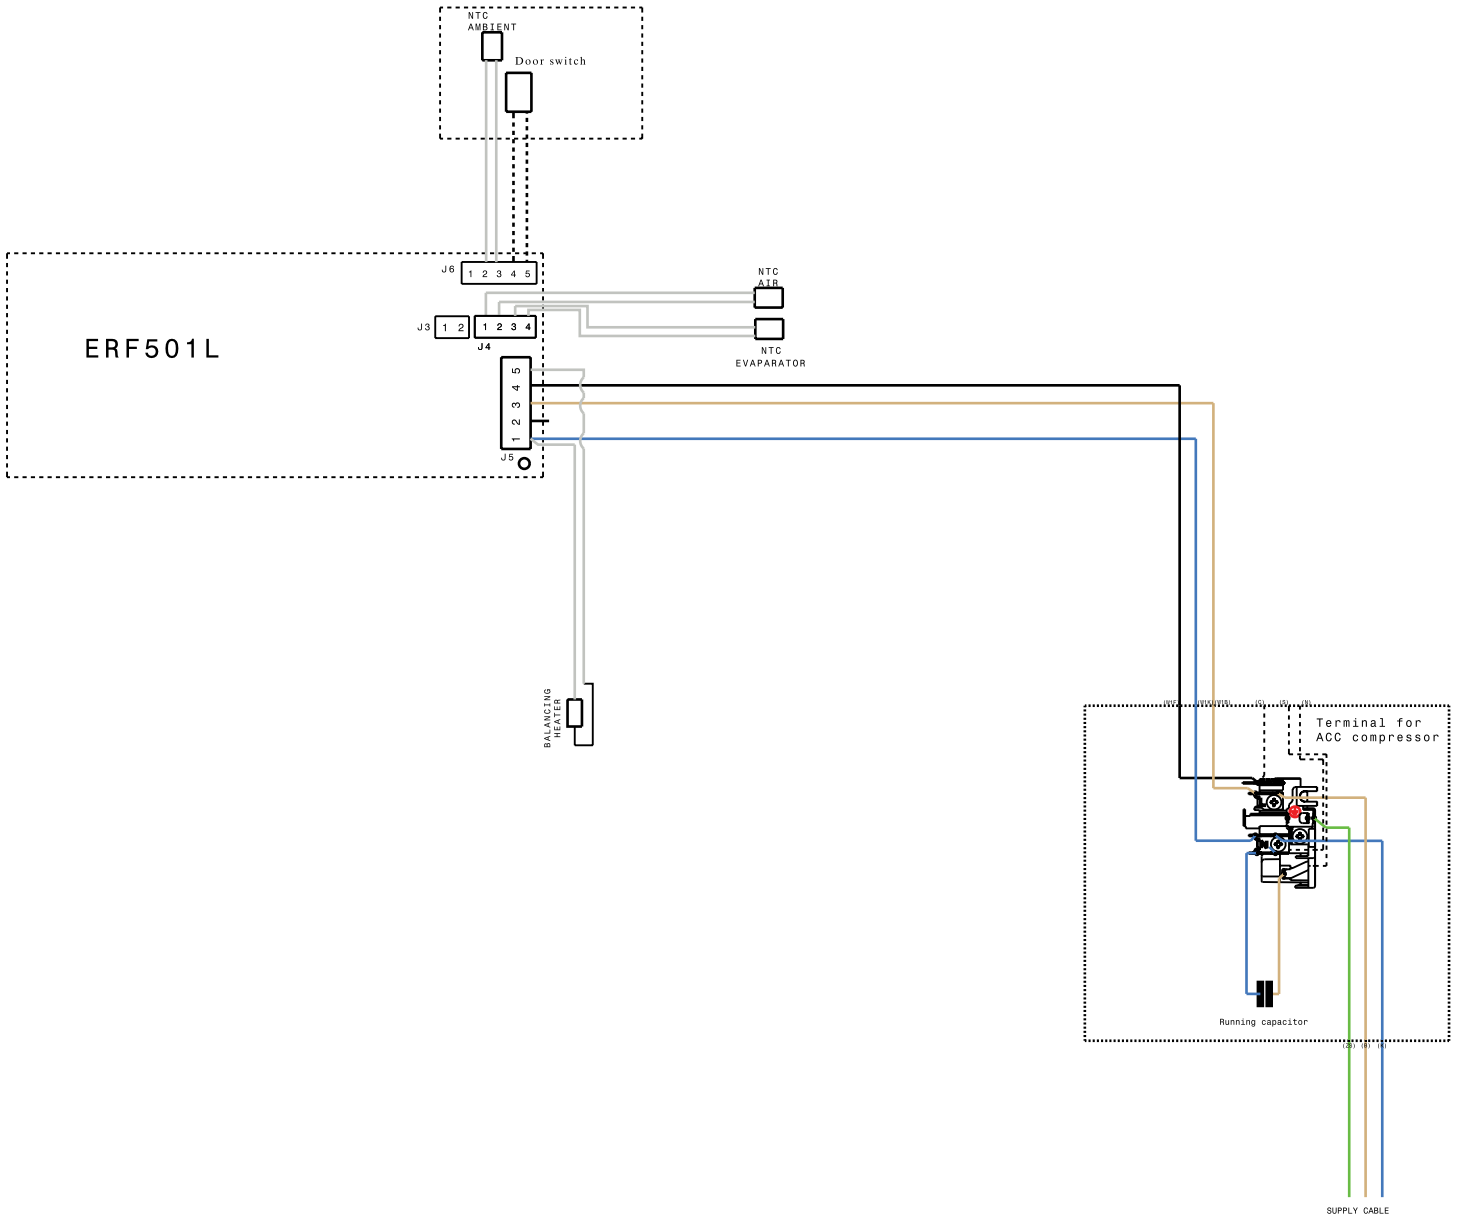 NTC
AMBIENT
Door switch
J6
1 2 3 4 5
NTC
AIR
J3
1 2
1 2 3 4
J4
ERF501L
NTC
EVAPARATOR
5
4
3
2
1
J5
BALANCING
HEATER
(C)
(S)
(N)
Terminal for
ACC compressor
Running capacitor
SUPPLY CABLE